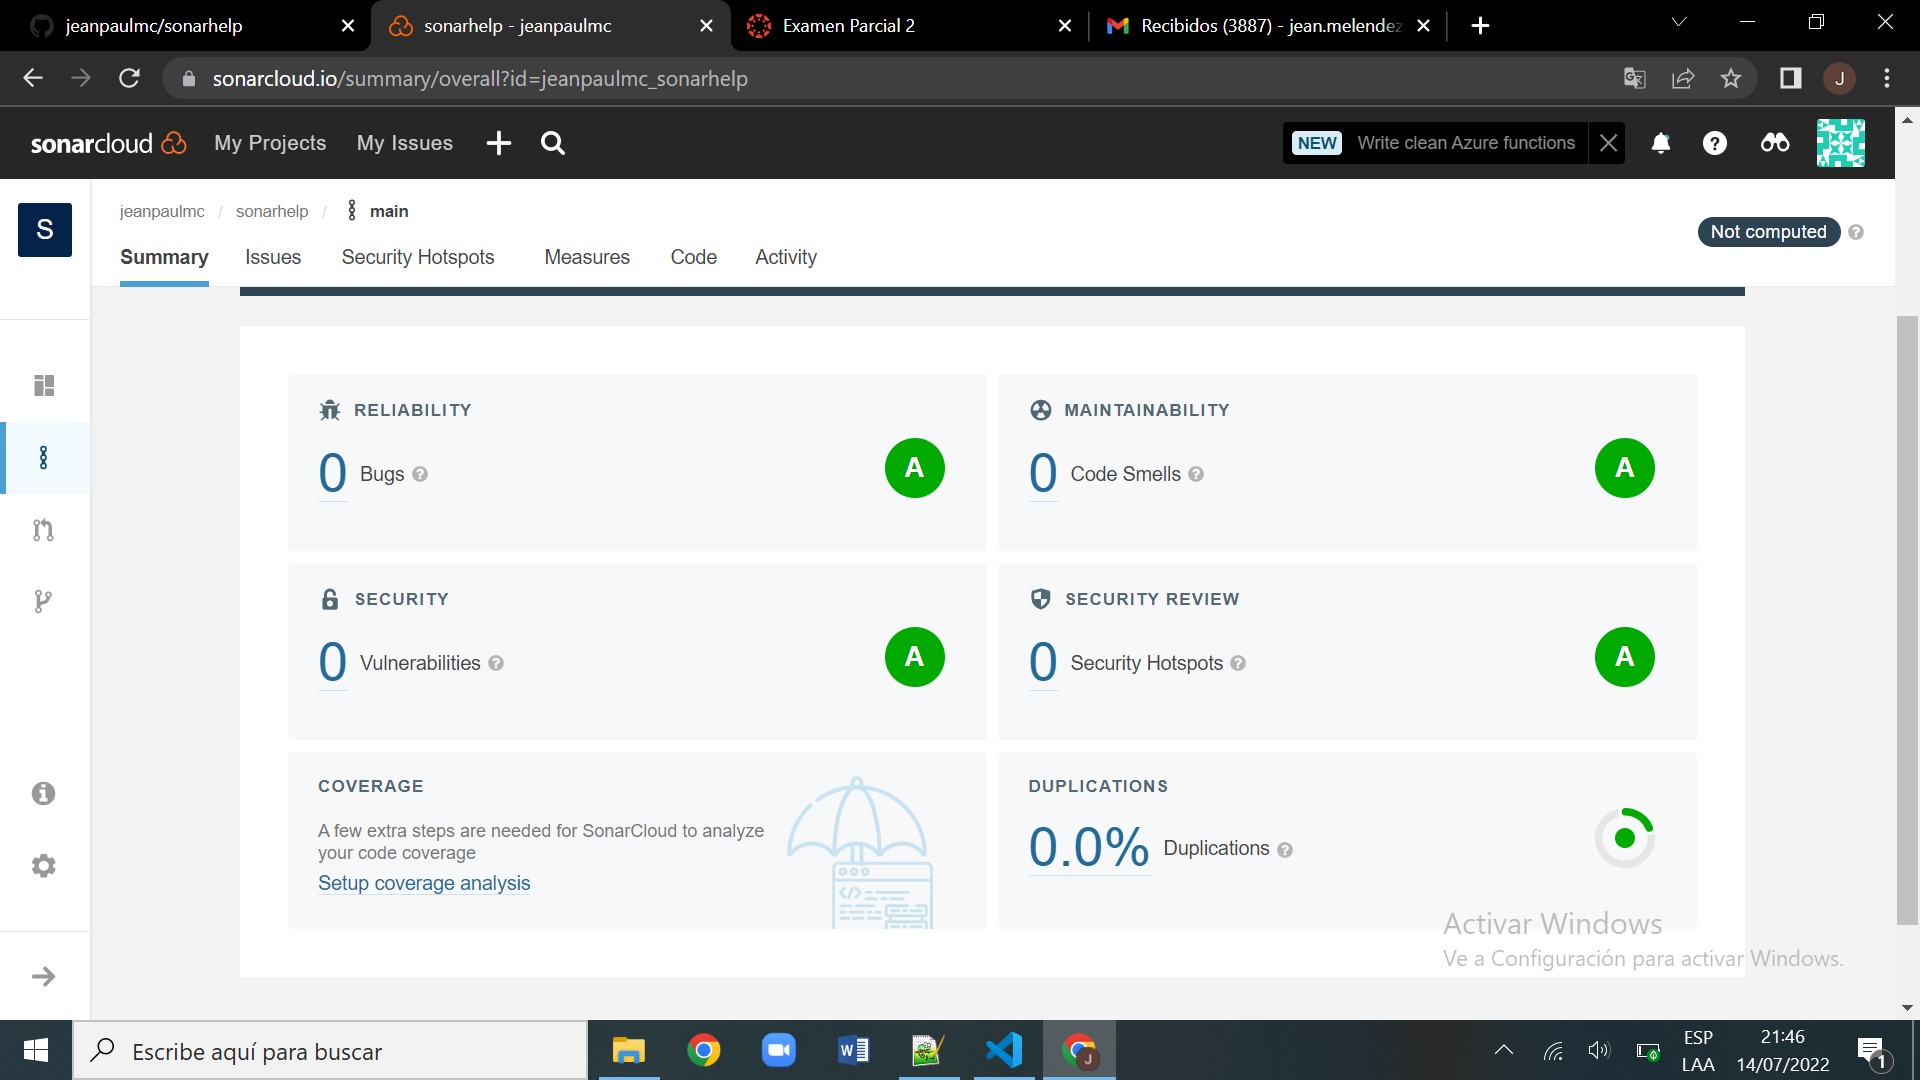 jeanpaulmc/sonarhelp
sonarhelp - jeanpaulmc
Examen Parcial 2
Recibidos (3887) - jean.melendez
sonarcloud.io/summary/overall?id=jeanpaulmc_sonarhelp
J
sonarcloud
My Projects
My Issues
NEW Write clean Azure functions
S
jeanpaulmc / sonarhelp / main
Not computed
Summary
Issues
Security Hotspots
Measures
Code
Activity
RELIABILITY
0 Bugs
A
MAINTAINABILITY
0 Code Smells
A
SECURITY
0 Vulnerabilities
A
SECURITY REVIEW
0 Security Hotspots
A
COVERAGE
A few extra steps are needed for SonarCloud to analyze
your code coverage
Setup coverage analysis
DUPLICATIONS
0.0% Duplications
Activar Windows
Ve a Configuración para activar Windows.
Escribe aquí para buscar
J
ESP
LAA
21:46
14/07/2022
1